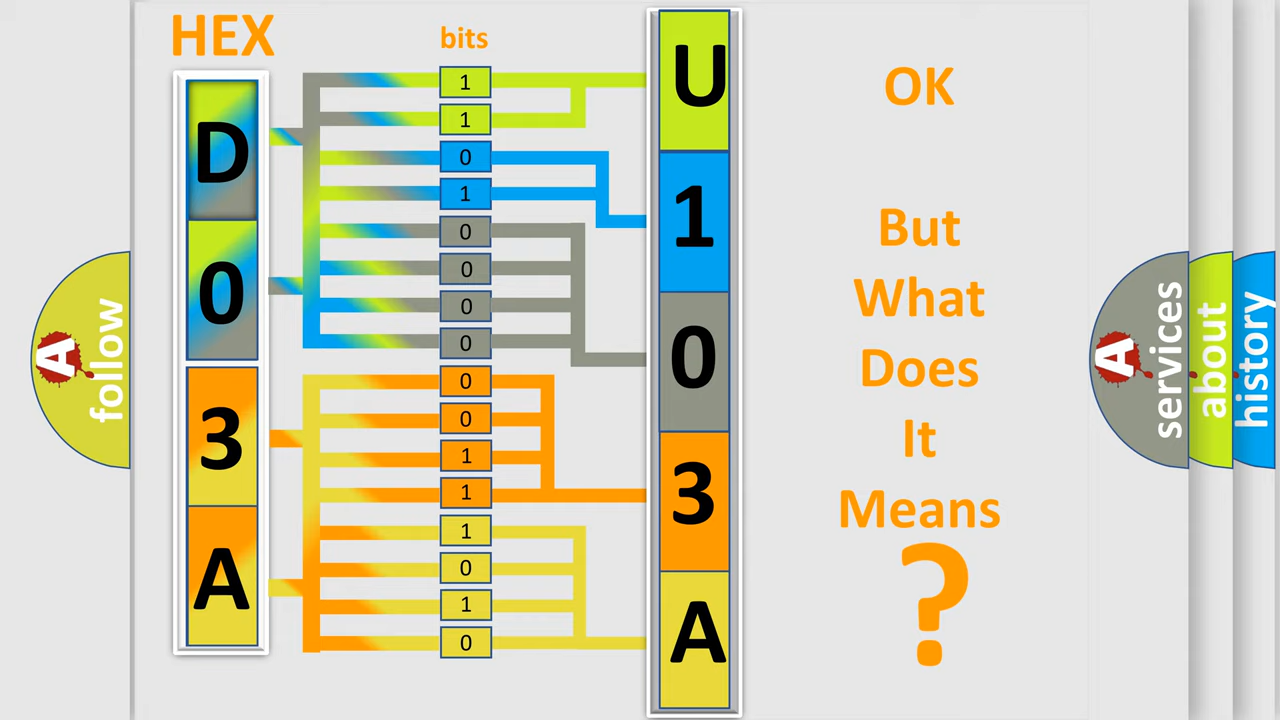 HEX
bits
D
0
3
A
1
1
0
1
0
0
0
0
0
0
1
1
1
0
1
0
U
1
0
3
A
OK
But
What
Does
It
Means
?
A
follow
A
services
about
history